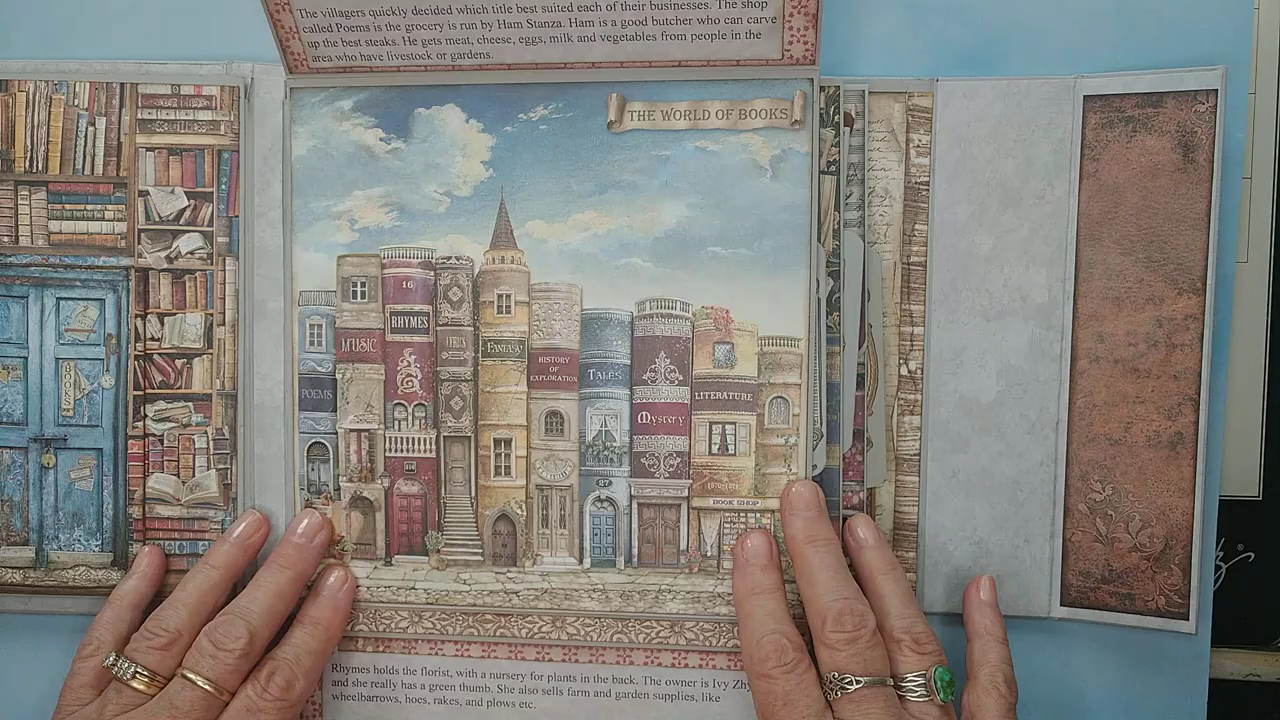 The villagers quickly decided which title best suited each of their businesses. The shop
called Poems is the grocery is run by Ham Stanza. Ham is a good butcher who can carve
up the best steaks. He gets meat, cheese, eggs, milk and vegetables from people in the
area who have livestock or gardens.
THE WORLD OF BOOKS
16
RHYMES
MUSIC
FANTASY
HISTORY
OF
EXPLORATION
TALES
Mystery
LITERATURE
POEMS
BOOKS
27
BOOK SHOP
Rhymes holds the florist, with a nursery for plants in the back. The owner is Ivy Zhy
and she really has a green thumb. She also sells farm and garden supplies, like
wheelbarrows, hoes, rakes, and plows etc.